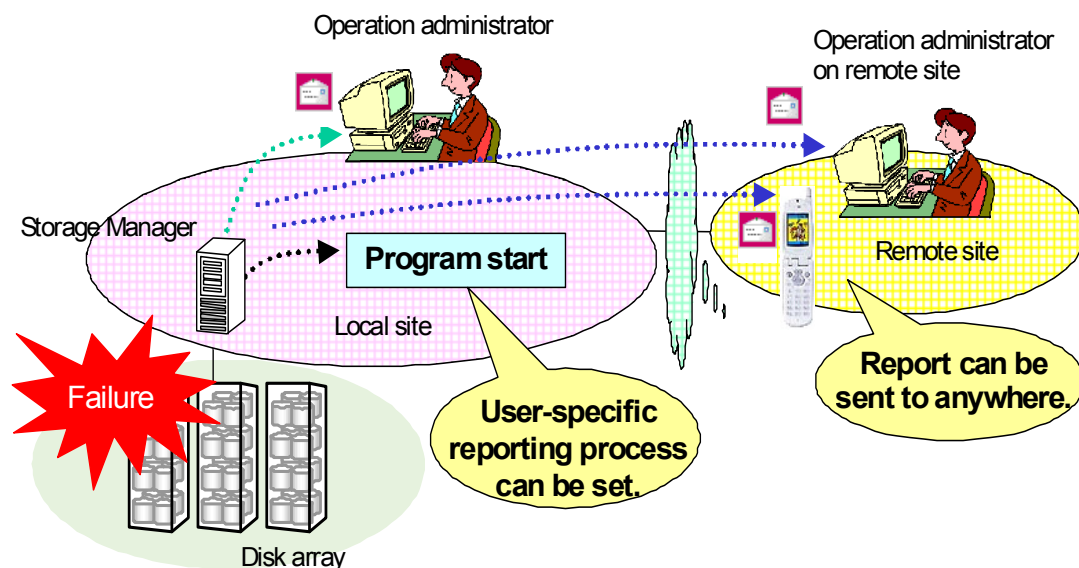 Operation administrator
Operation administrator
on remote site
Storage Manager
Program start
Remote site
Local site
Failure
User-specific
reporting process
can be set.
Report can be
sent to anywhere.
Disk array